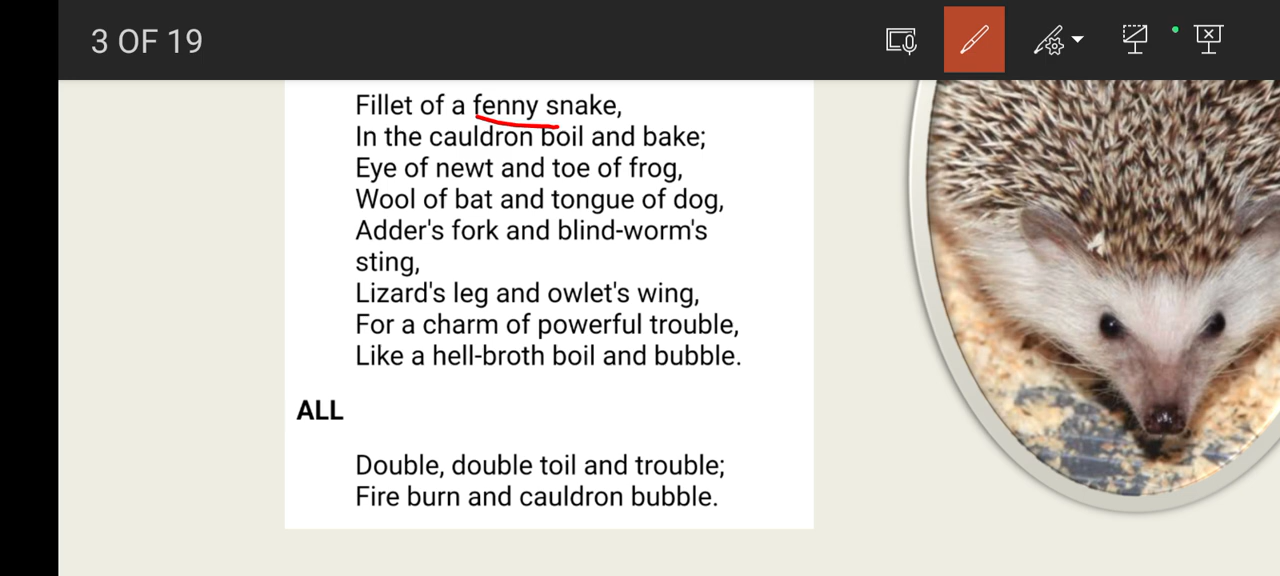 3 OF 19
Fillet of a fenny snake,
In the cauldron boil and bake;
Eye of newt and toe of frog,
Wool of bat and tongue of dog,
Adder's fork and blind-worm's
sting,
Lizard's leg and owlet's wing,
For a charm of powerful trouble,
Like a hell-broth boil and bubble.
ALL
Double, double toil and trouble;
Fire burn and cauldron bubble.